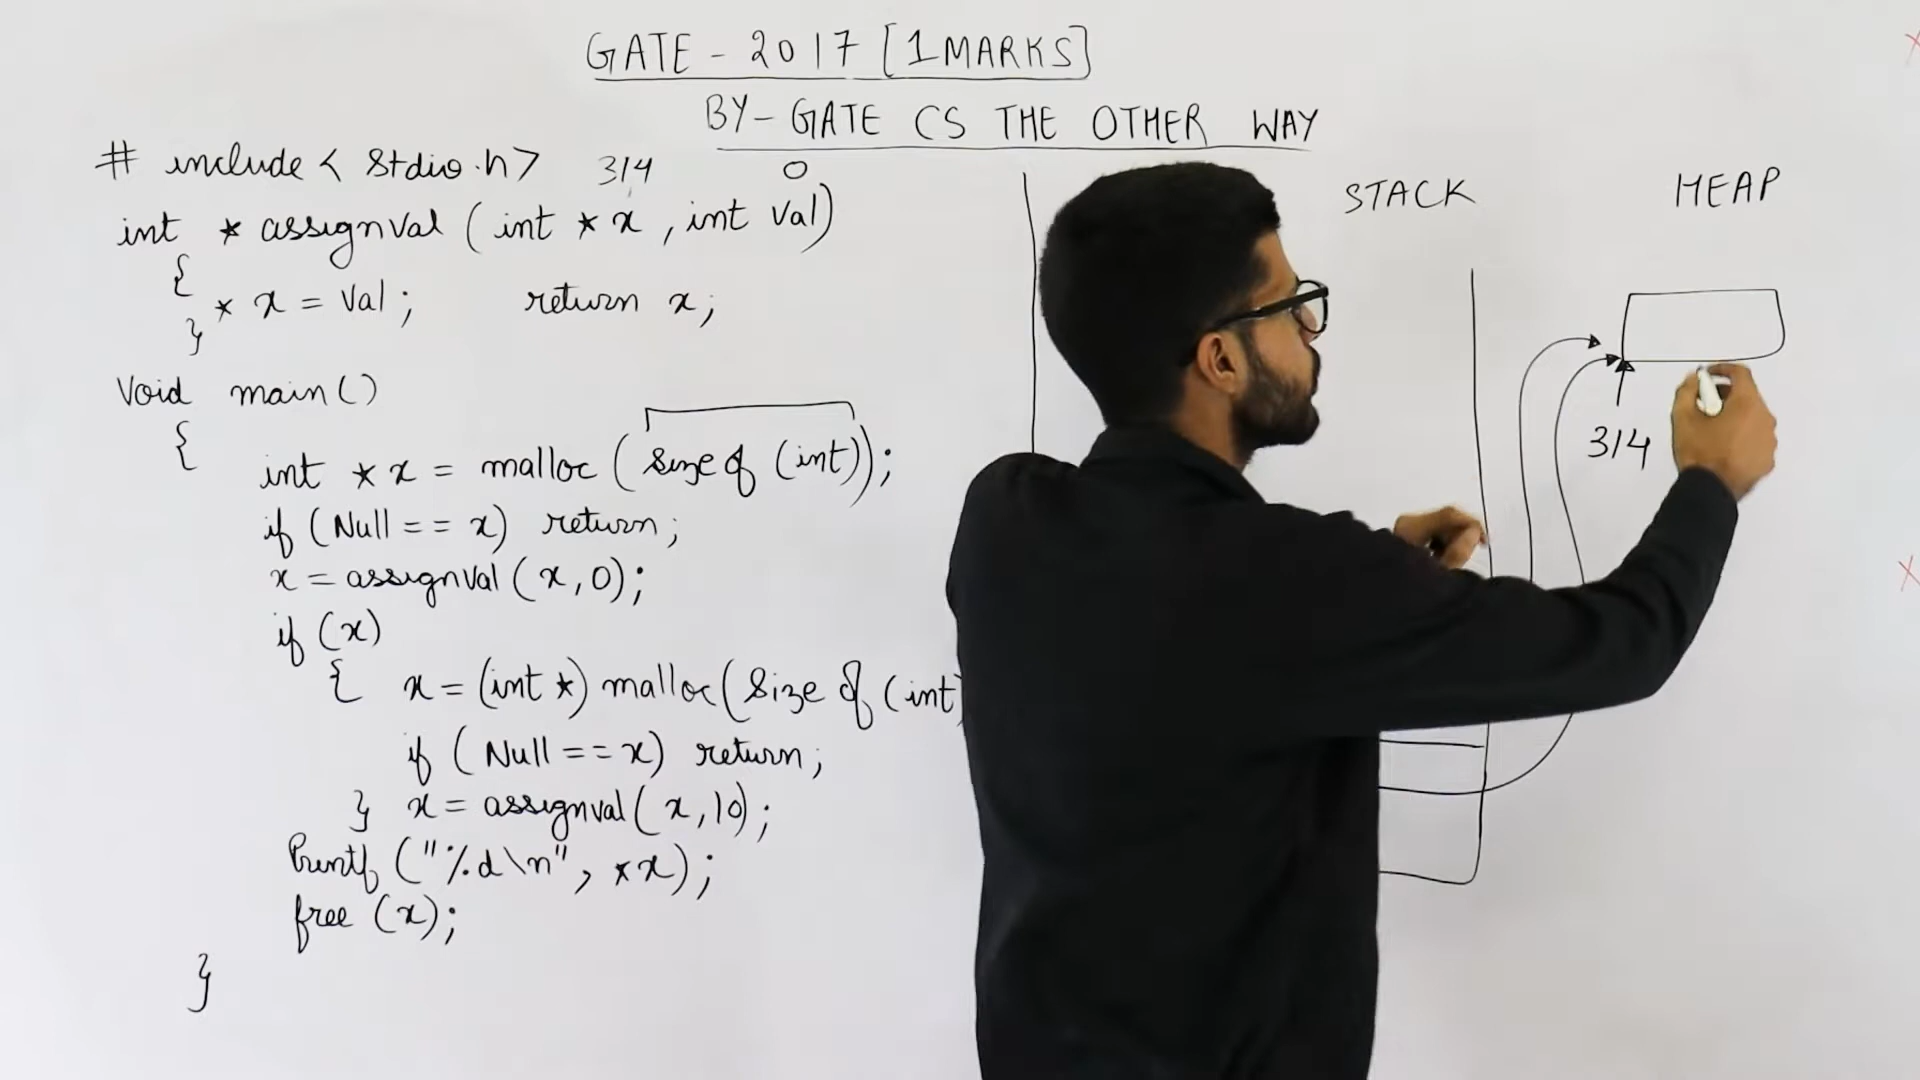 GATE - 2017 [1 MARKS]
BY - GATE CS THE OTHER WAY
# include < stdio.h> 314 0
int * assignval (int * x, int val)
{
* x = val; return x;
}
Void main()
{
int * x = malloc (size of (int));
if (Null == x) return;
x = assignval (x, 0);
if (x)
{ x = (int *) malloc (size of (int)
if (Null == x) return;
} x = assignval (x, 10);
Printf ("%d\n", *x);
free (x);
}
STACK
HEAP
314